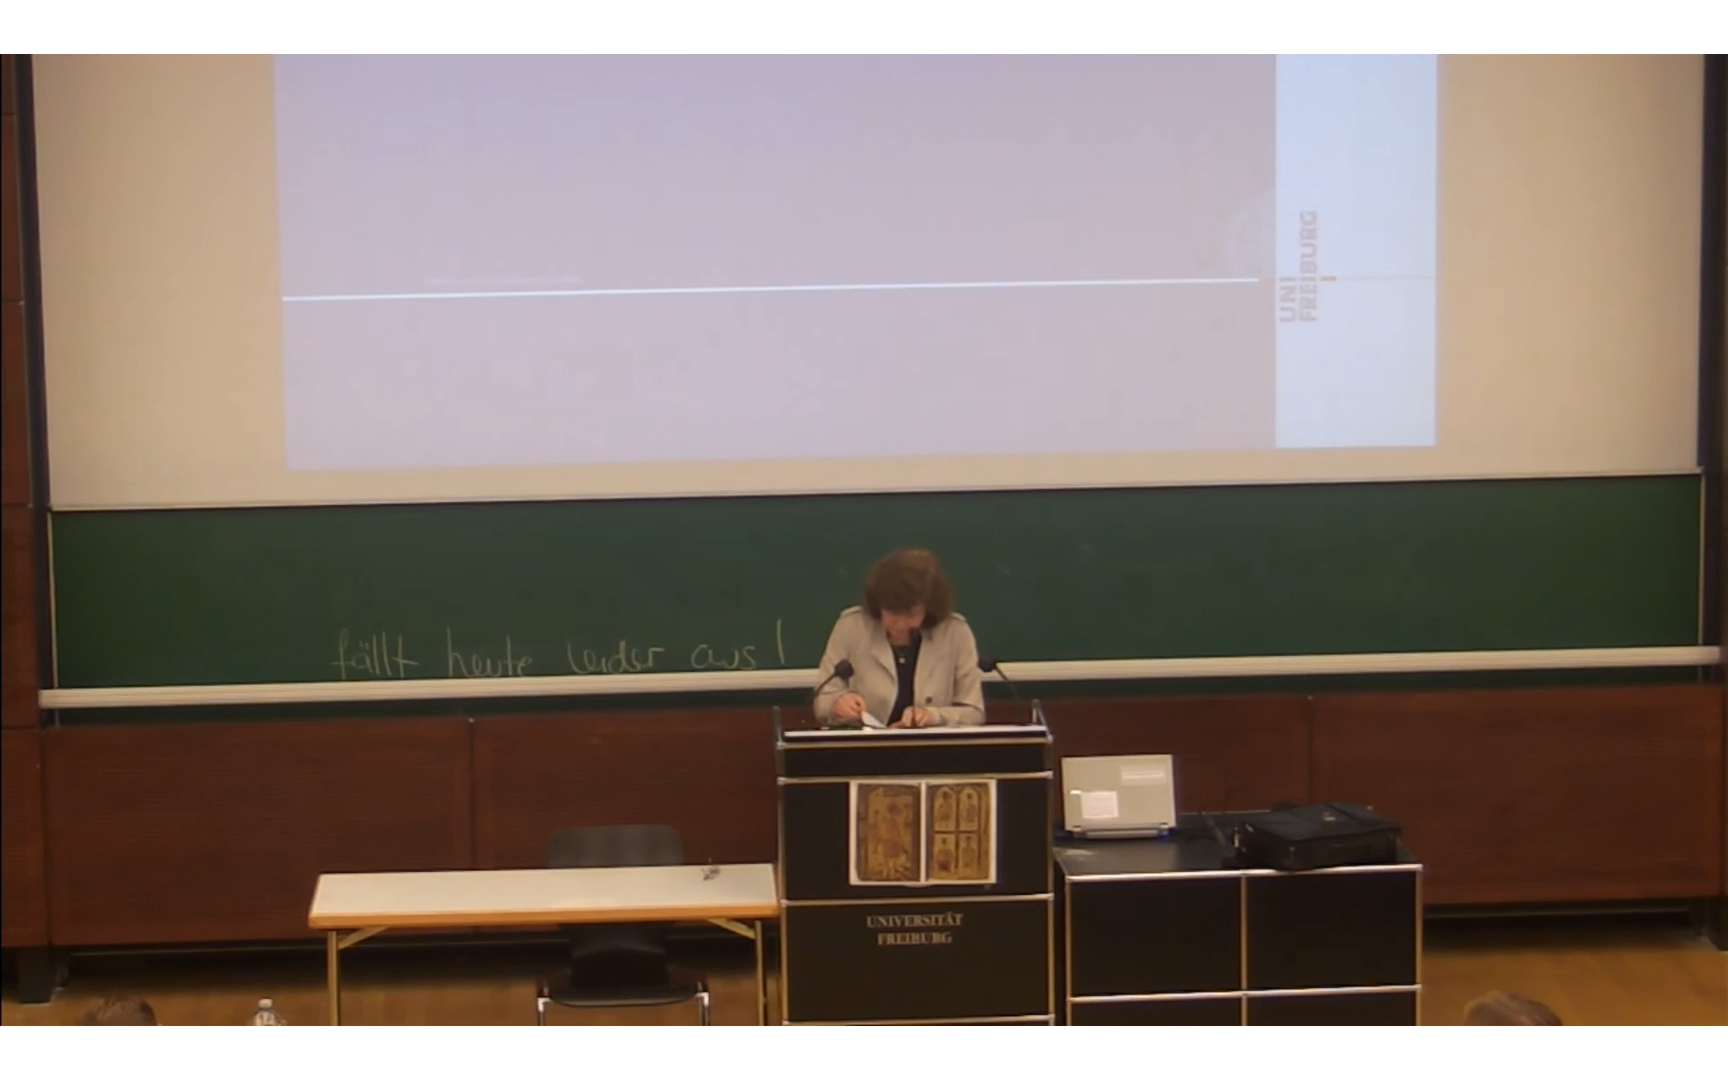 UNI
FREIBURG
fällt heute leider aus!
UNIVERSITÄT
FREIBURG